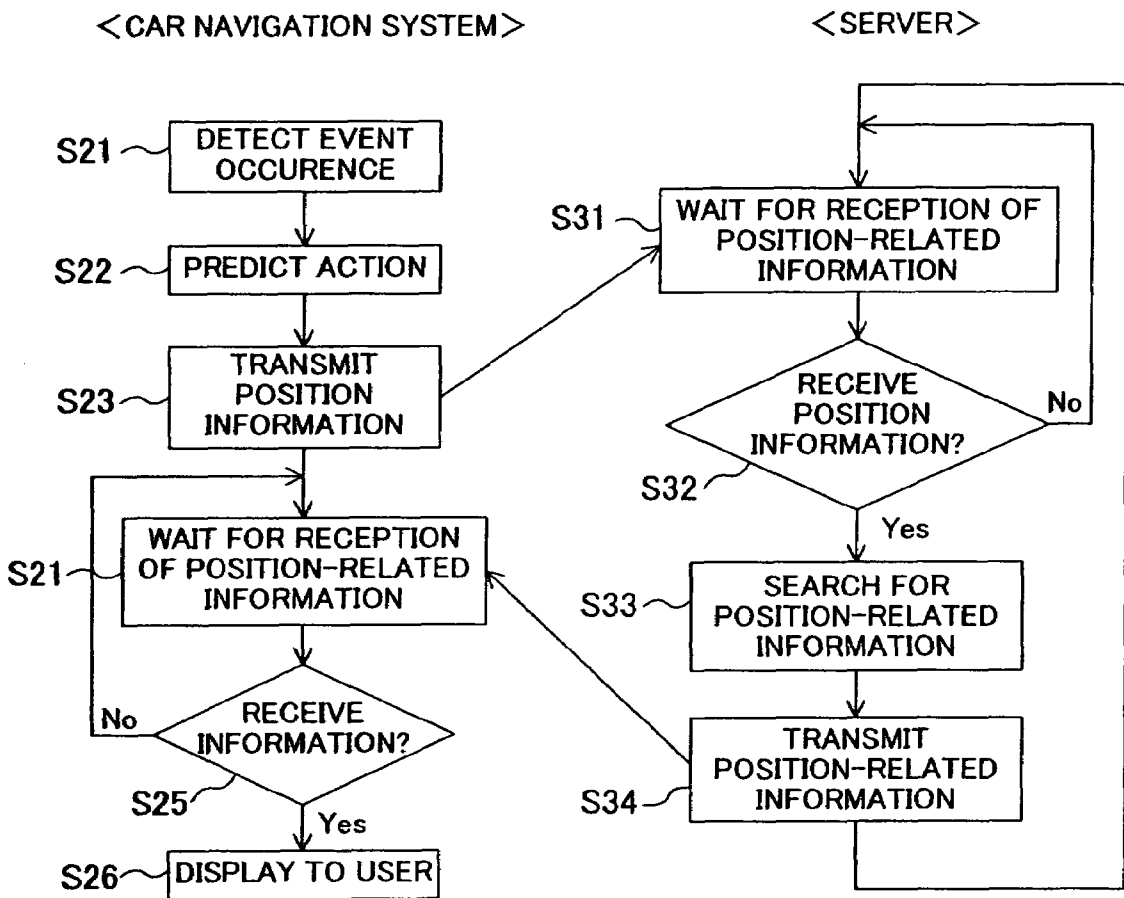 <CAR NAVIGATION SYSTEM>
S21
DETECT EVENT
OCCURENCE
S22
PREDICT ACTION
S23
TRANSMIT
POSITION
INFORMATION
S21
WAIT FOR RECEPTION
OF POSITION-RELATED
INFORMATION
No
RECEIVE
INFORMATION?
S25
Yes
S26
DISPLAY TO USER
<SERVER>
S31
WAIT FOR RECEPTION OF
POSITION-RELATED
INFORMATION
RECEIVE
POSITION
INFORMATION?
No
S32
Yes
S33
SEARCH FOR
POSITION-RELATED
INFORMATION
S34
TRANSMIT
POSITION-RELATED
INFORMATION